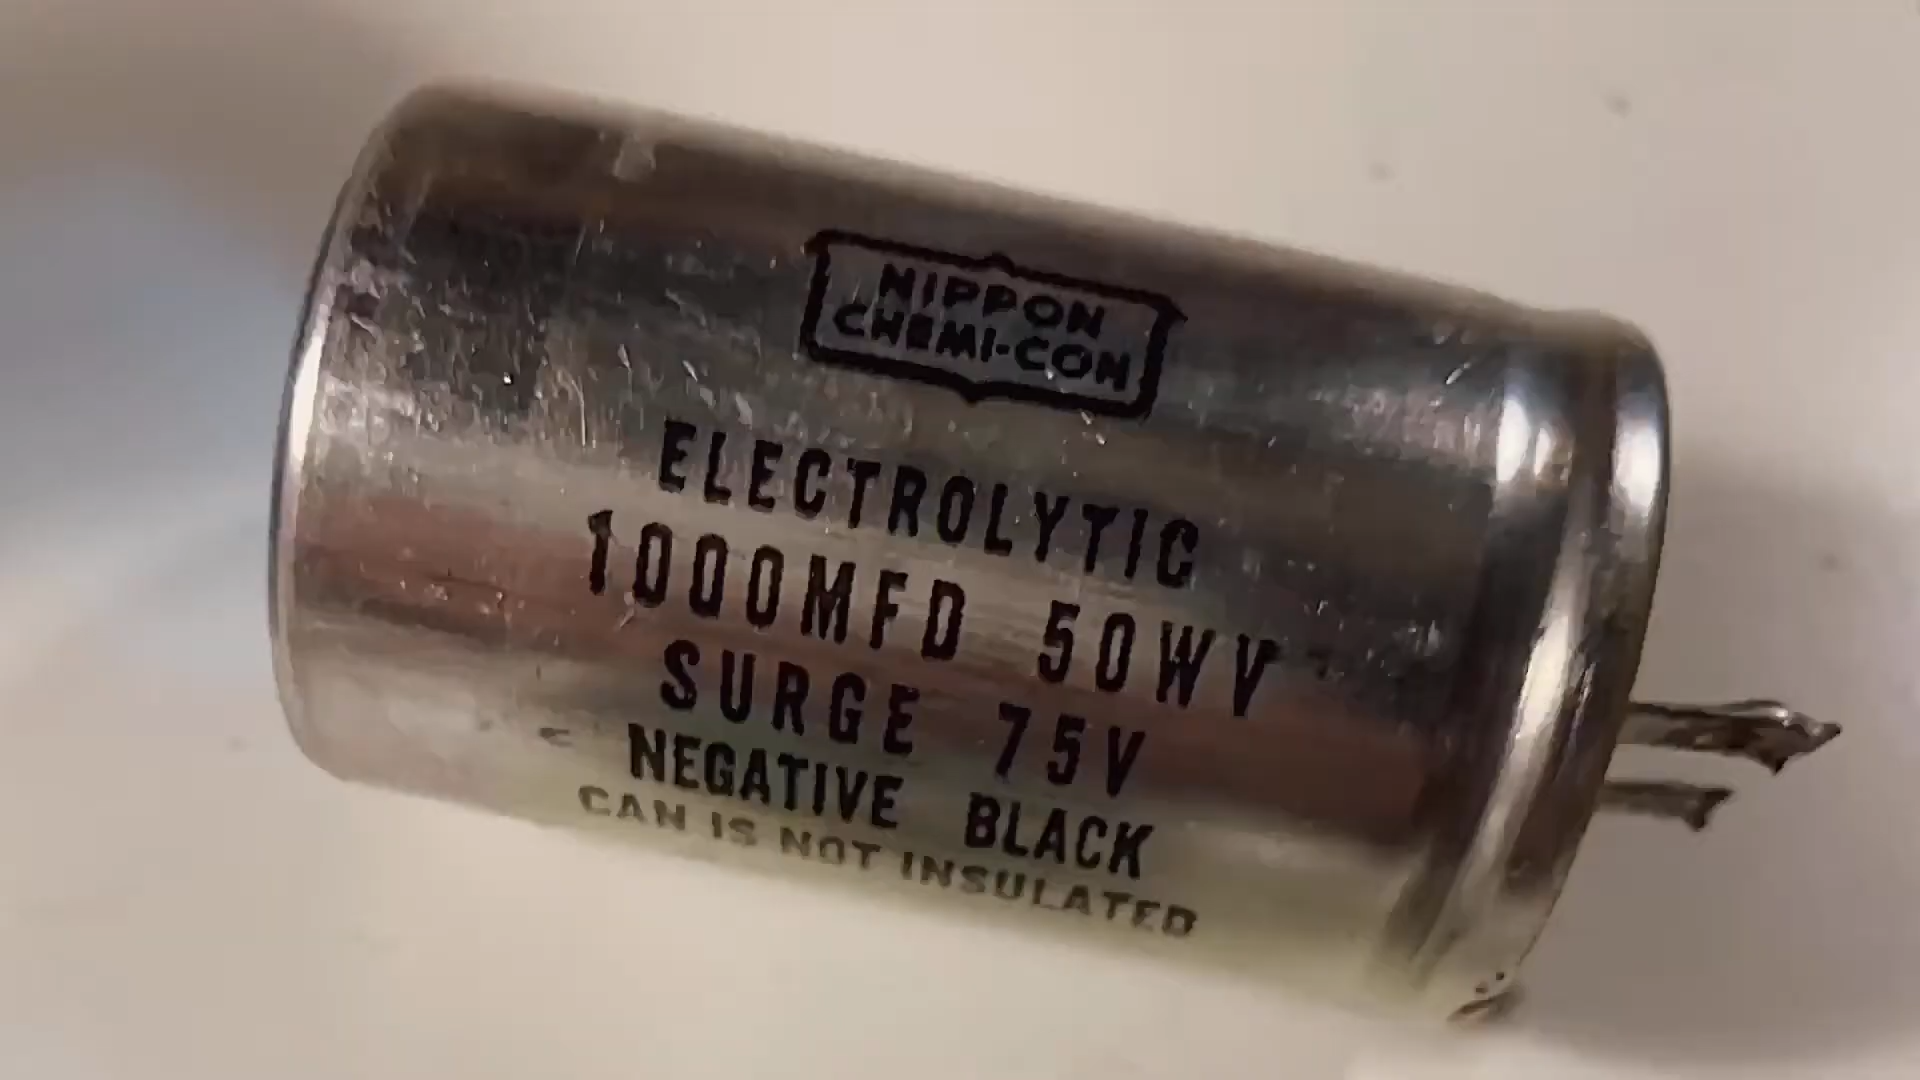 NIPPON
CHEMI-CON
ELECTROLYTIC
1000MFD 50WV
SURGE 75V
NEGATIVE BLACK
CAN IS NOT INSULATED